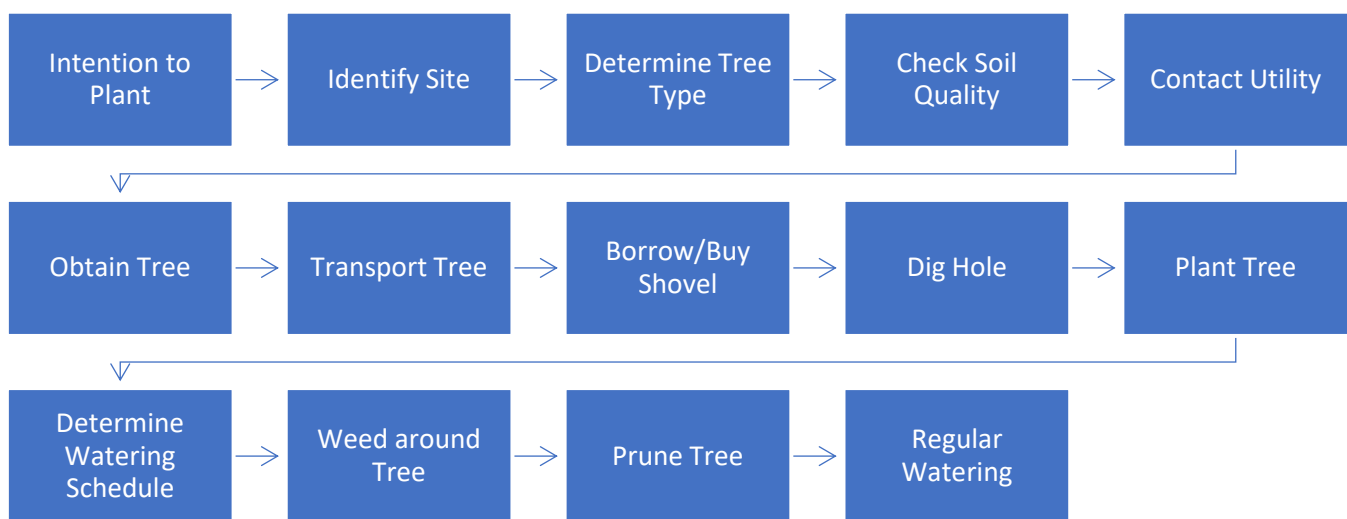 Intention to
Plant
Identify Site
Determine Tree
Type
Check Soil
Quality
Contact Utility
Obtain Tree
Transport Tree
Borrow/Buy
Shovel
Dig Hole
Plant Tree
Determine
Watering
Schedule
Weed around
Tree
Prune Tree
Regular
Watering